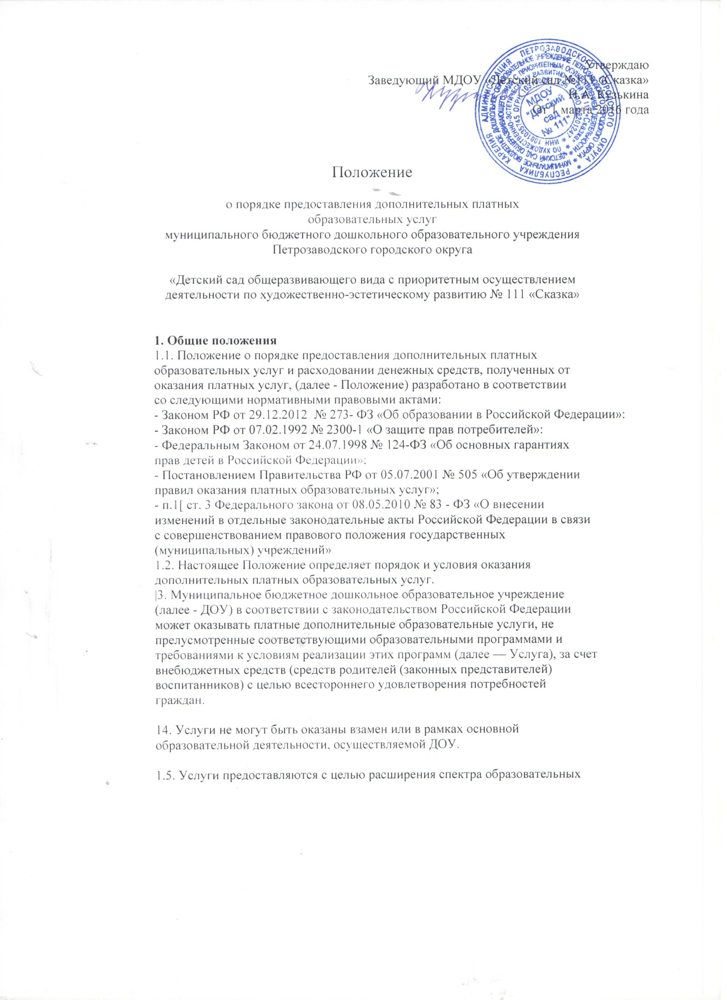 Утверждаю
Заведующий МДОУ «Детский сад №111 «Сказка»
Н.А. Кузькина
От 1 марта 2016 года
МДОУ
"Детский
сад
№ 111"
Положение
о порядке предоставления дополнительных платных
образовательных услуг
муниципального бюджетного дошкольного образовательного учреждения
Петрозаводского городского округа
«Детский сад общеразвивающего вида с приоритетным осуществлением
деятельности по художественно-эстетическому развитию № 111 «Сказка»
1. Общие положения
1.1. Положение о порядке предоставления дополнительных платных
образовательных услуг и расходовании денежных средств, полученных от
оказания платных услуг, (далее - Положение) разработано в соответствии
со следующими нормативными правовыми актами:
- Законом РФ от 29.12.2012 № 273- ФЗ «Об образовании в Российской Федерации»:
- Законом РФ от 07.02.1992 № 2300-1 «О защите прав потребителей»:
- Федеральным Законом от 24.07.1998 № 124-ФЗ «Об основных гарантиях
прав детей в Российской Федерации»:
- Постановлением Правительства РФ от 05.07.2001 № 505 «Об утверждении
правил оказания платных образовательных услуг»;
- п.1[ ст. 3 Федерального закона от 08.05.2010 № 83 - ФЗ «О внесении
изменений в отдельные законодательные акты Российской Федерации в связи
с совершенствованием правового положения государственных
(муниципальных) учреждений»
1.2. Настоящее Положение определяет порядок и условия оказания
дополнительных платных образовательных услуг.
|3. Муниципальное бюджетное дошкольное образовательное учреждение
(лалее - ДОУ) в соответствии с законодательством Российской Федерации
может оказывать платные дополнительные образовательные услуги, не
прелусмотренные соответствующими образовательными программами и
требованиями к условиям реализации этих программ (далее — Услуга), за счет
внебюджетных средств (средств родителей (законных представителей)
воспитанников) с целью всестороннего удовлетворения потребностей
граждан.
14. Услуги не могут быть оказаны взамен или в рамках основной
образовательной деятельности, осуществляемой ДОУ.
1.5. Услуги предоставляются с целью расширения спектра образовательных
АДМИНИСТРАЦИЯ ПЕТРОЗАВОДСКОГО ГОРОДСКОГО ОКРУГА * РЕСПУБЛИКА КАРЕЛИЯ